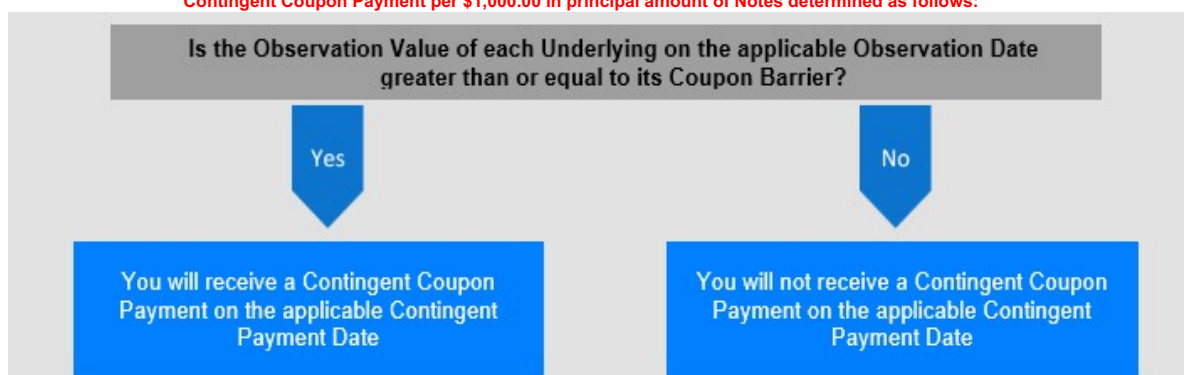 Contingent Coupon Payment per $1,000.00 in principal amount of Notes determined as follows:
Is the Observation Value of each Underlying on the applicable Observation Date
greater than or equal to its Coupon Barrier?
Yes
No
You will receive a Contingent Coupon
Payment on the applicable Contingent
Payment Date
You will not receive a Contingent Coupon
Payment on the applicable Contingent
Payment Date